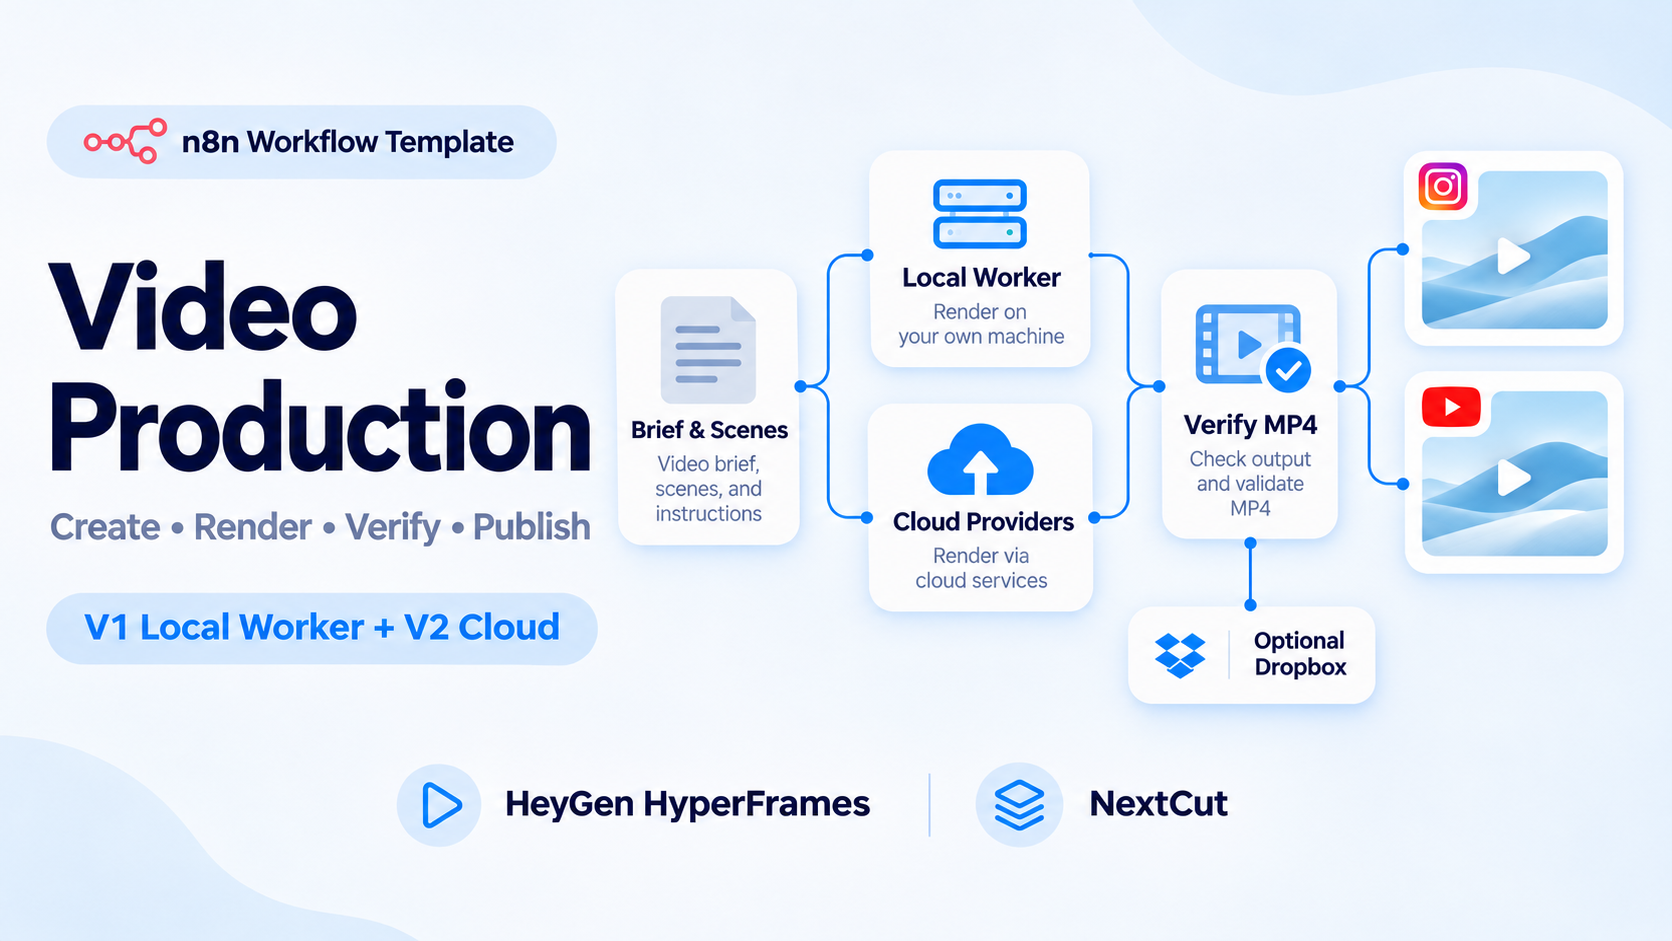 n8n Workflow Template
Video
Production
Create • Render • Verify • Publish
V1 Local Worker + V2 Cloud
Brief & Scenes
Video brief,
scenes, and
instructions
Local Worker
Render on
your own machine
Cloud Providers
Render via
cloud services
Verify MP4
Check output
and validate
MP4
Optional
Dropbox
HeyGen HyperFrames
NextCut